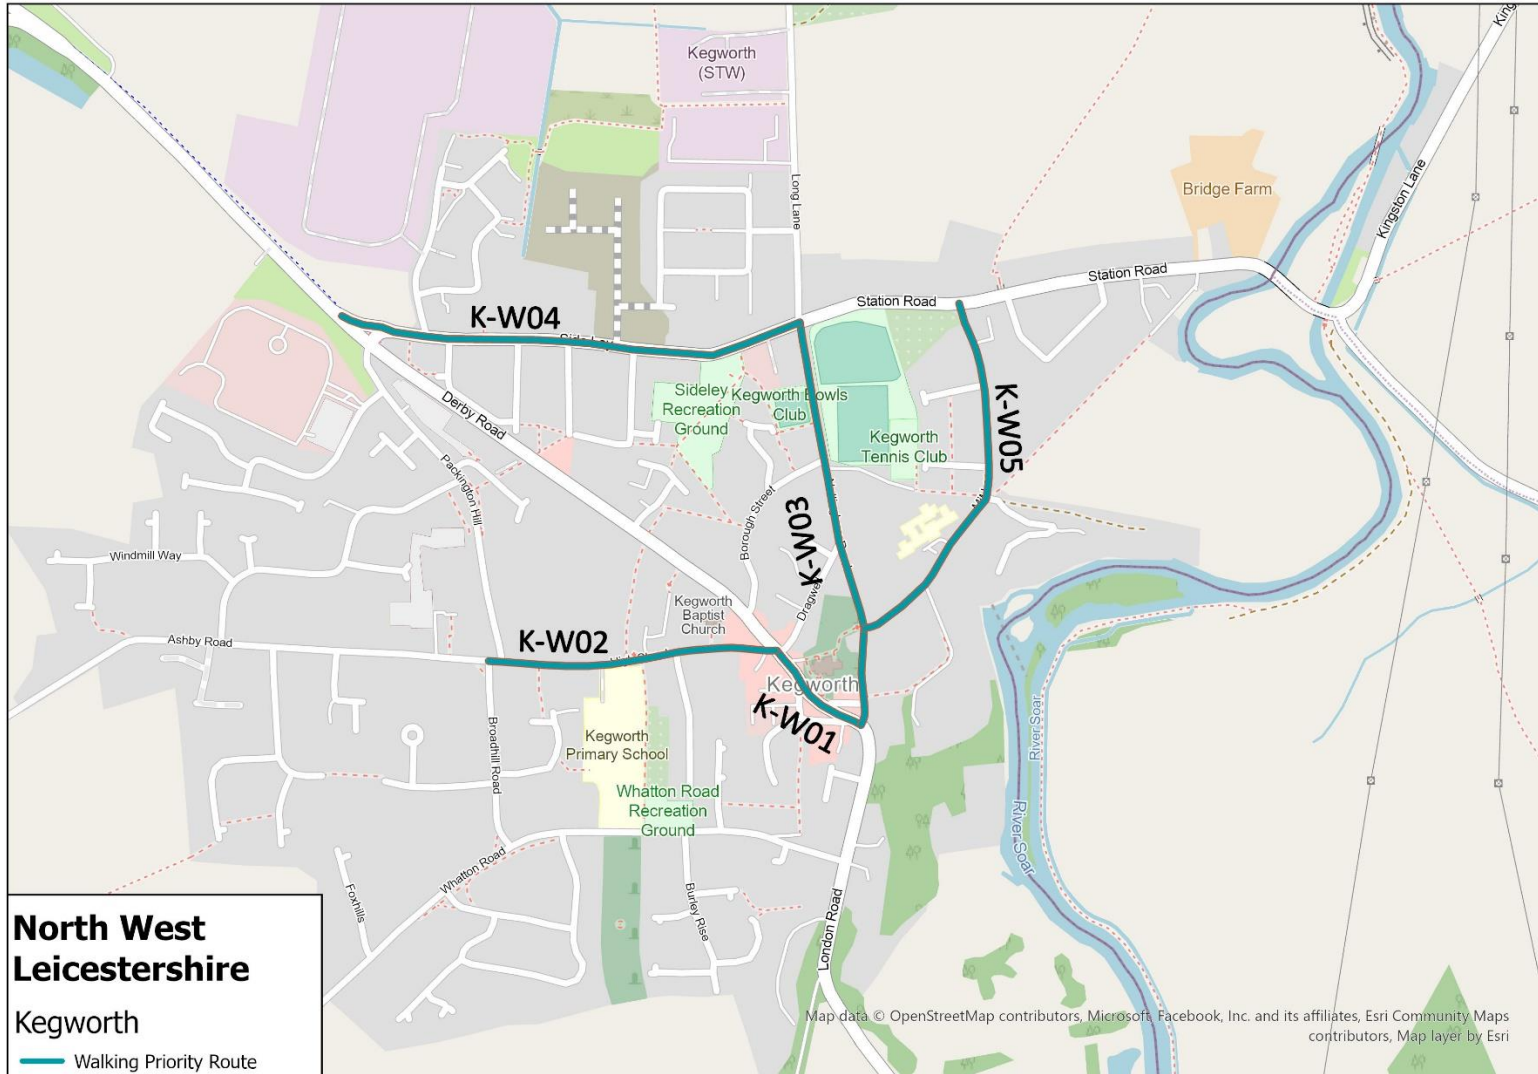 Kegworth
(STW)
Long Lane
Bridge Farm
Kingston Lane
Station Road
Station Road
K-W04
Derby Road
Sideley
Recreation
Ground
Kegworth Bowls
Club
Kegworth
Tennis Club
K-W05
Packington Hill
Borough Street
K-W03
Windmill Way
Kegworth
Baptist
Church
Ashby Road
K-W02
Kegworth
K-W01
Broadhill Road
Kegworth
Primary School
Whatton Road
Recreation
Ground
River Soar
River Soar
Whatton Road
Foxhills
Burley Rise
London Road
North West
Leicestershire
Kegworth
Walking Priority Route
Map data © OpenStreetMap contributors, Microsoft, Facebook, Inc. and its affiliates, Esri Community Maps
contributors, Map layer by Esri